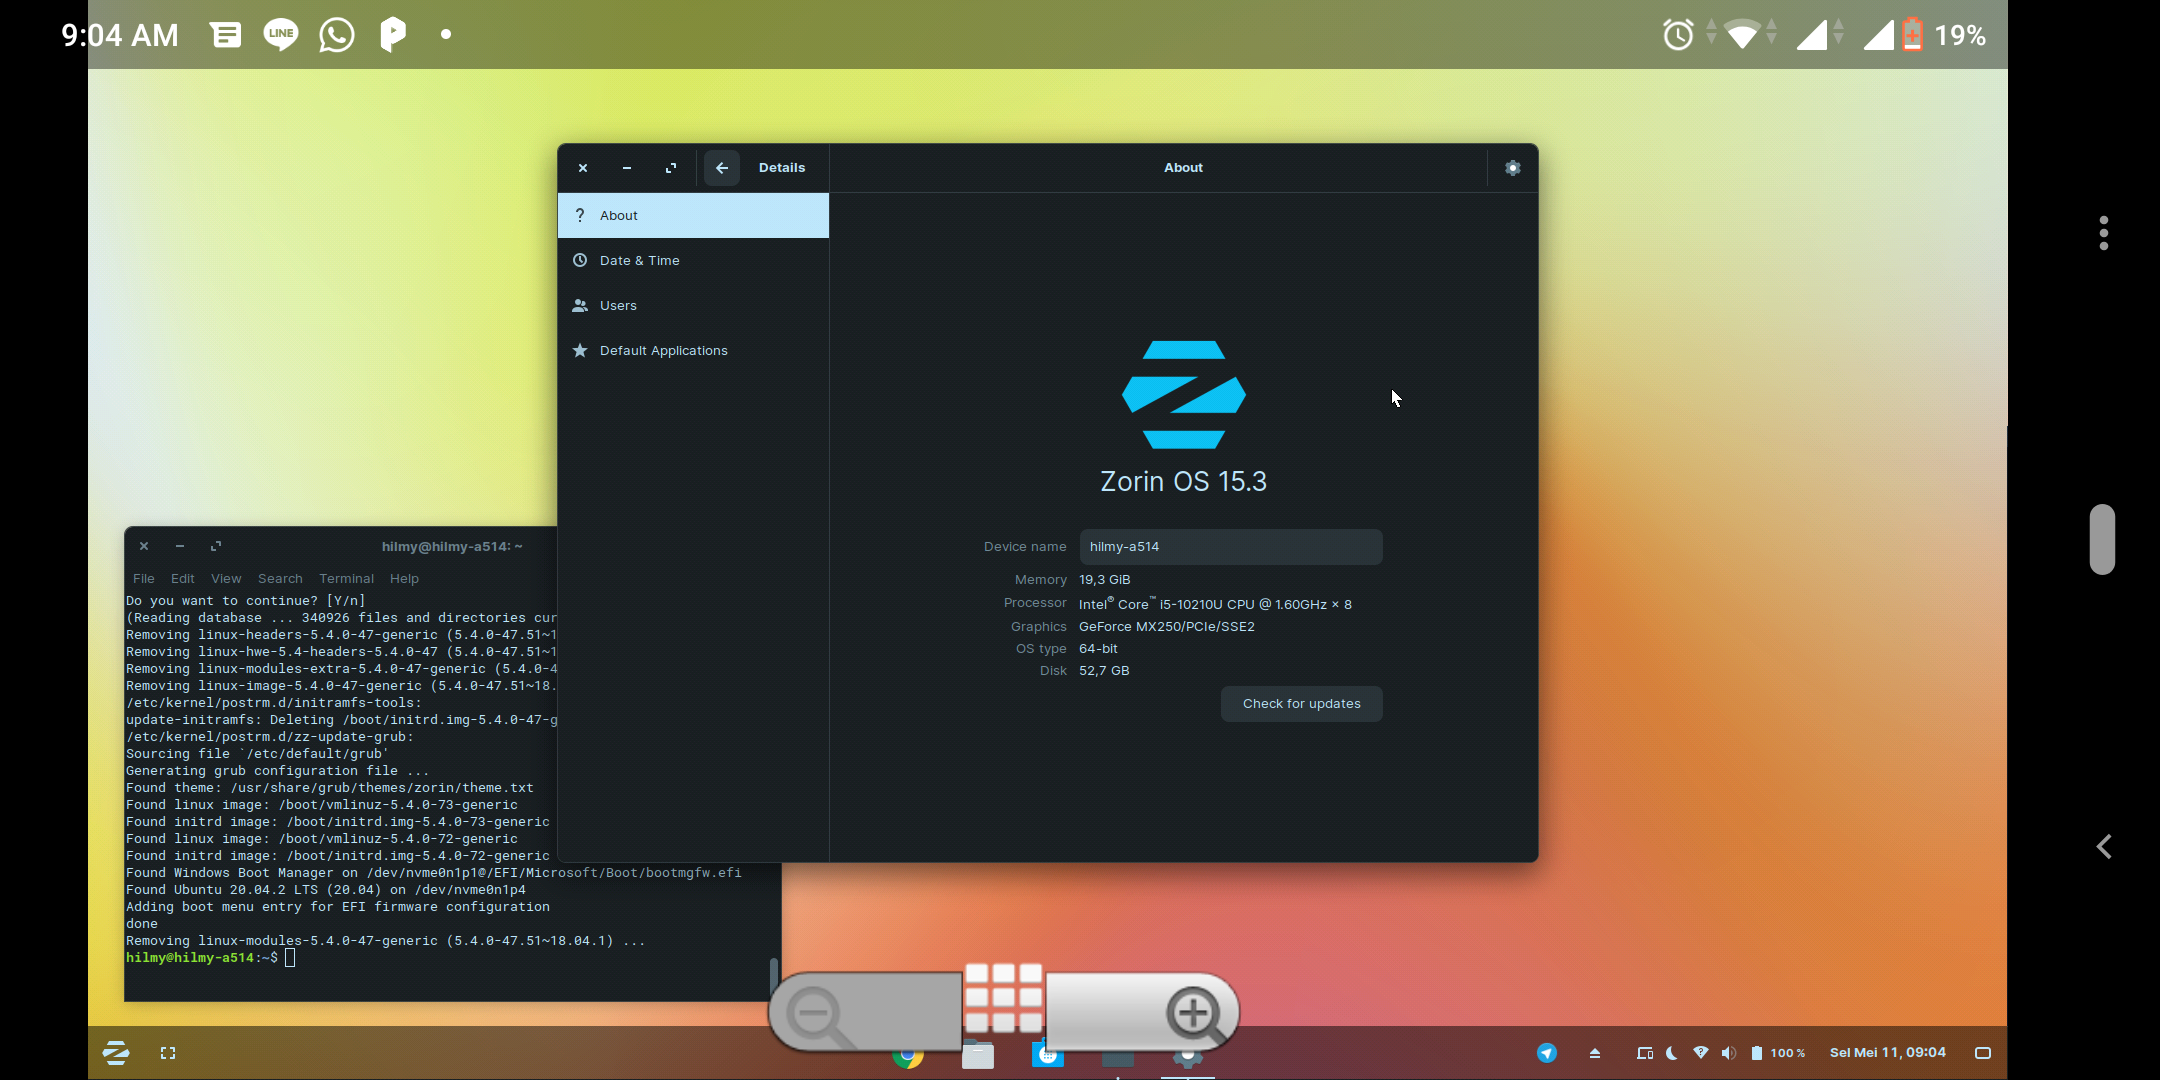 9:04 AM
LINE
19%
Details
About
About
Date & Time
Users
Default Applications
Zorin OS 15.3
Device name hilmy-a514
Memory 19,3 GiB
Processor Intel® Core™ i5-10210U CPU @ 1.60GHz × 8
Graphics GeForce MX250/PCIe/SSE2
OS type 64-bit
Disk 52,7 GB
Check for updates
hilmy@hilmy-a514: ~
File Edit View Search Terminal Help
Do you want to continue? [Y/n]
(Reading database ... 340926 files and directories cur
Removing linux-headers-5.4.0-47-generic (5.4.0-47.51~1
Removing linux-hwe-5.4-headers-5.4.0-47 (5.4.0-47.51~1
Removing linux-modules-extra-5.4.0-47-generic (5.4.0-4
Removing linux-image-5.4.0-47-generic (5.4.0-47.51~18.
/etc/kernel/postrm.d/initramfs-tools:
update-initramfs: Deleting /boot/initrd.img-5.4.0-47-g
/etc/kernel/postrm.d/zz-update-grub:
Sourcing file `/etc/default/grub'
Generating grub configuration file ...
Found theme: /usr/share/grub/themes/zorin/theme.txt
Found linux image: /boot/vmlinuz-5.4.0-73-generic
Found initrd image: /boot/initrd.img-5.4.0-73-generic
Found linux image: /boot/vmlinuz-5.4.0-72-generic
Found initrd image: /boot/initrd.img-5.4.0-72-generic
Found Windows Boot Manager on /dev/nvme0n1p1@/EFI/Microsoft/Boot/bootmgfw.efi
Found Ubuntu 20.04.2 LTS (20.04) on /dev/nvme0n1p4
Adding boot menu entry for EFI firmware configuration
done
Removing linux-modules-5.4.0-47-generic (5.4.0-47.51~18.04.1) ...
hilmy@hilmy-a514:~$
100 %
Sel Mei 11, 09:04